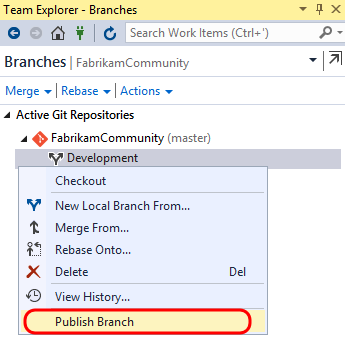 Team Explorer - Branches
Search Work Items (Ctrl+')
Branches | FabrikamCommunity
Merge | Rebase | Actions
Active Git Repositories
FabrikamCommunity (master)
Development
Checkout
New Local Branch From...
Merge From...
Rebase Onto...
Delete Del
View History...
Publish Branch